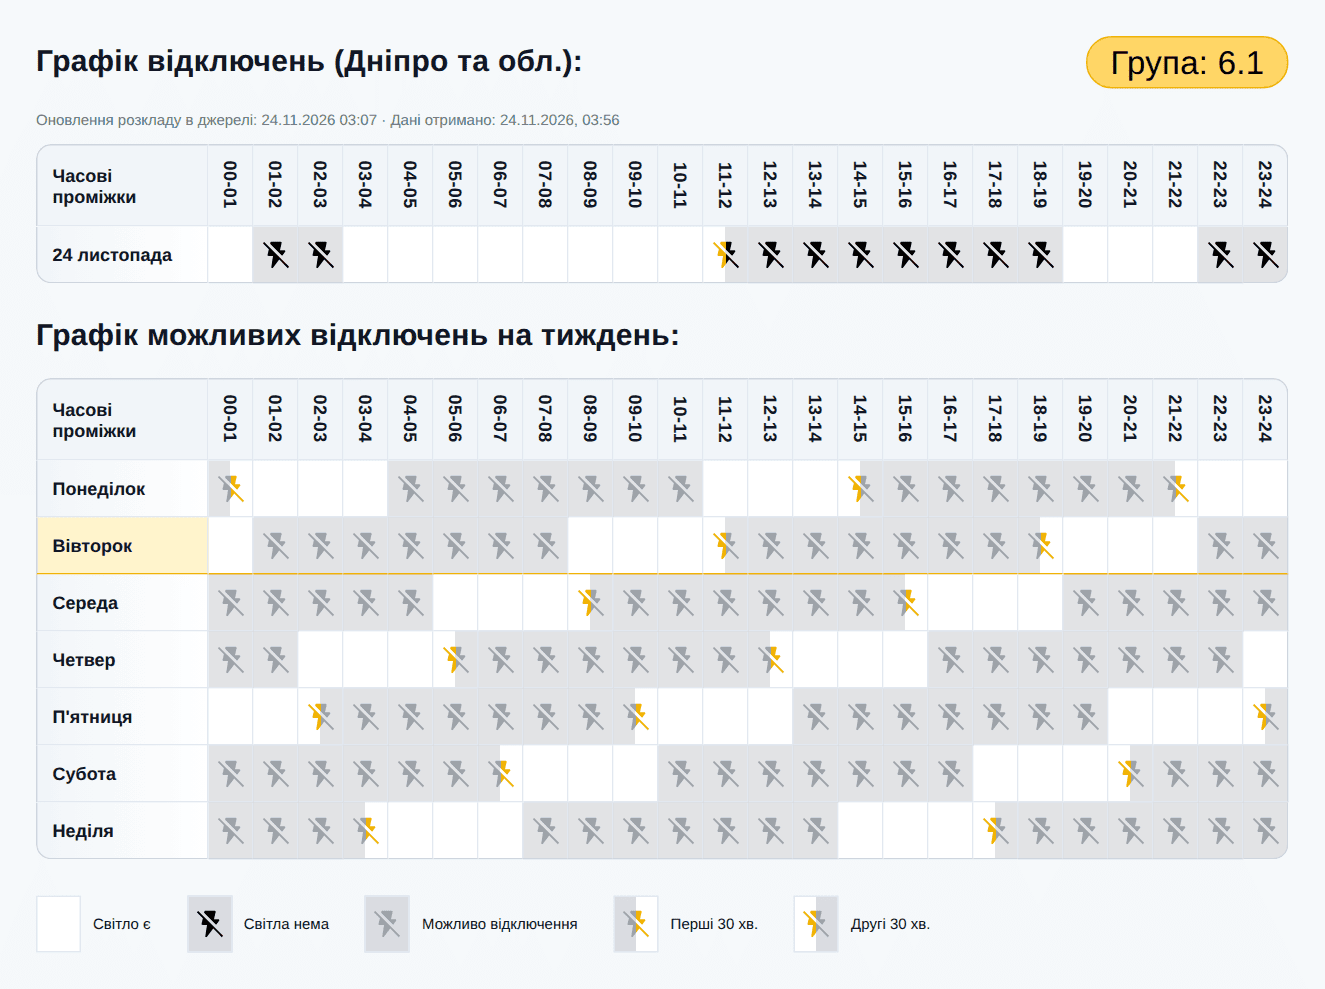 Графік відключень (Дніпро та обл.):
Група: 6.1
Оновлення розкладу в джерелі: 24.11.2026 03:07 · Дані отримано: 24.11.2026, 03:56
Часові проміжки 00-01 01-02 02-03 03-04 04-05 05-06 06-07 07-08 08-09 09-10 10-11 11-12 12-13 13-14 14-15 15-16 16-17 17-18 18-19 19-20 20-21 21-22 22-23 23-24
24 листопада
Графік можливих відключень на тиждень:
Часові проміжки 00-01 01-02 02-03 03-04 04-05 05-06 06-07 07-08 08-09 09-10 10-11 11-12 12-13 13-14 14-15 15-16 16-17 17-18 18-19 19-20 20-21 21-22 22-23 23-24
Понеділок
Вівторок
Середа
Четвер
П'ятниця
Субота
Неділя
Світло є Світла нема Можливо відключення Перші 30 хв. Другі 30 хв.